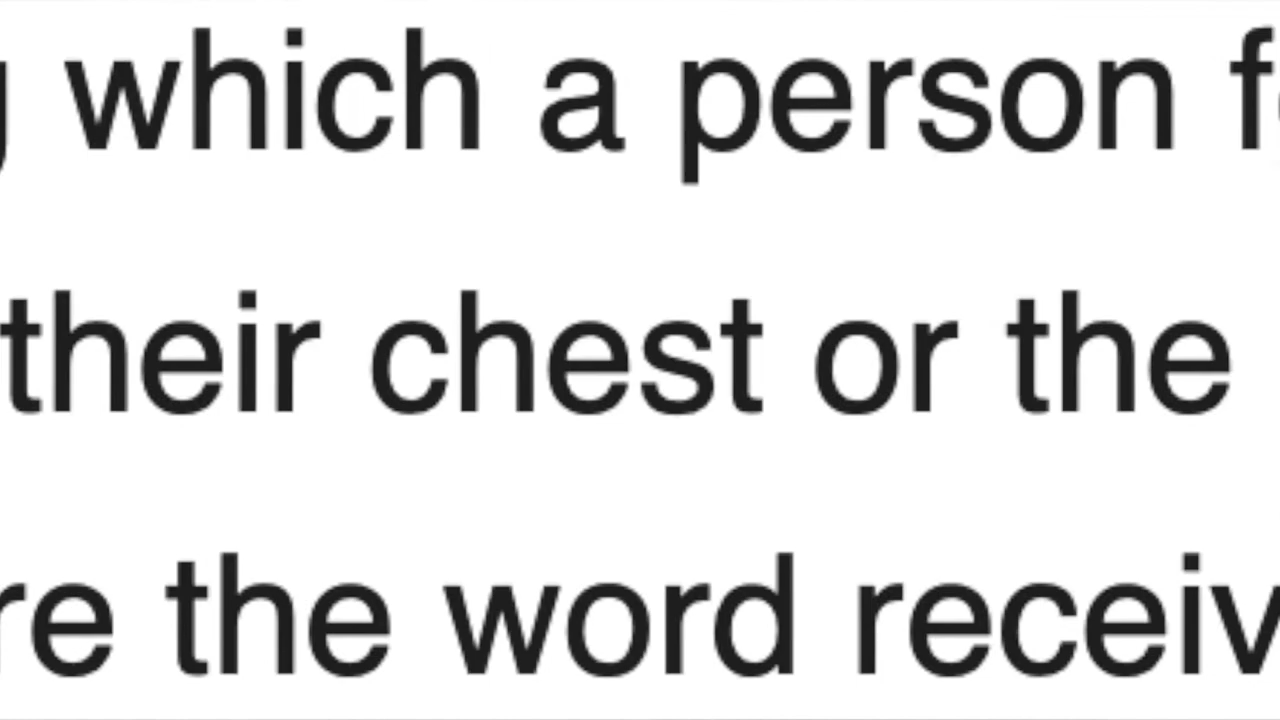 which a person
their chest or the
the word